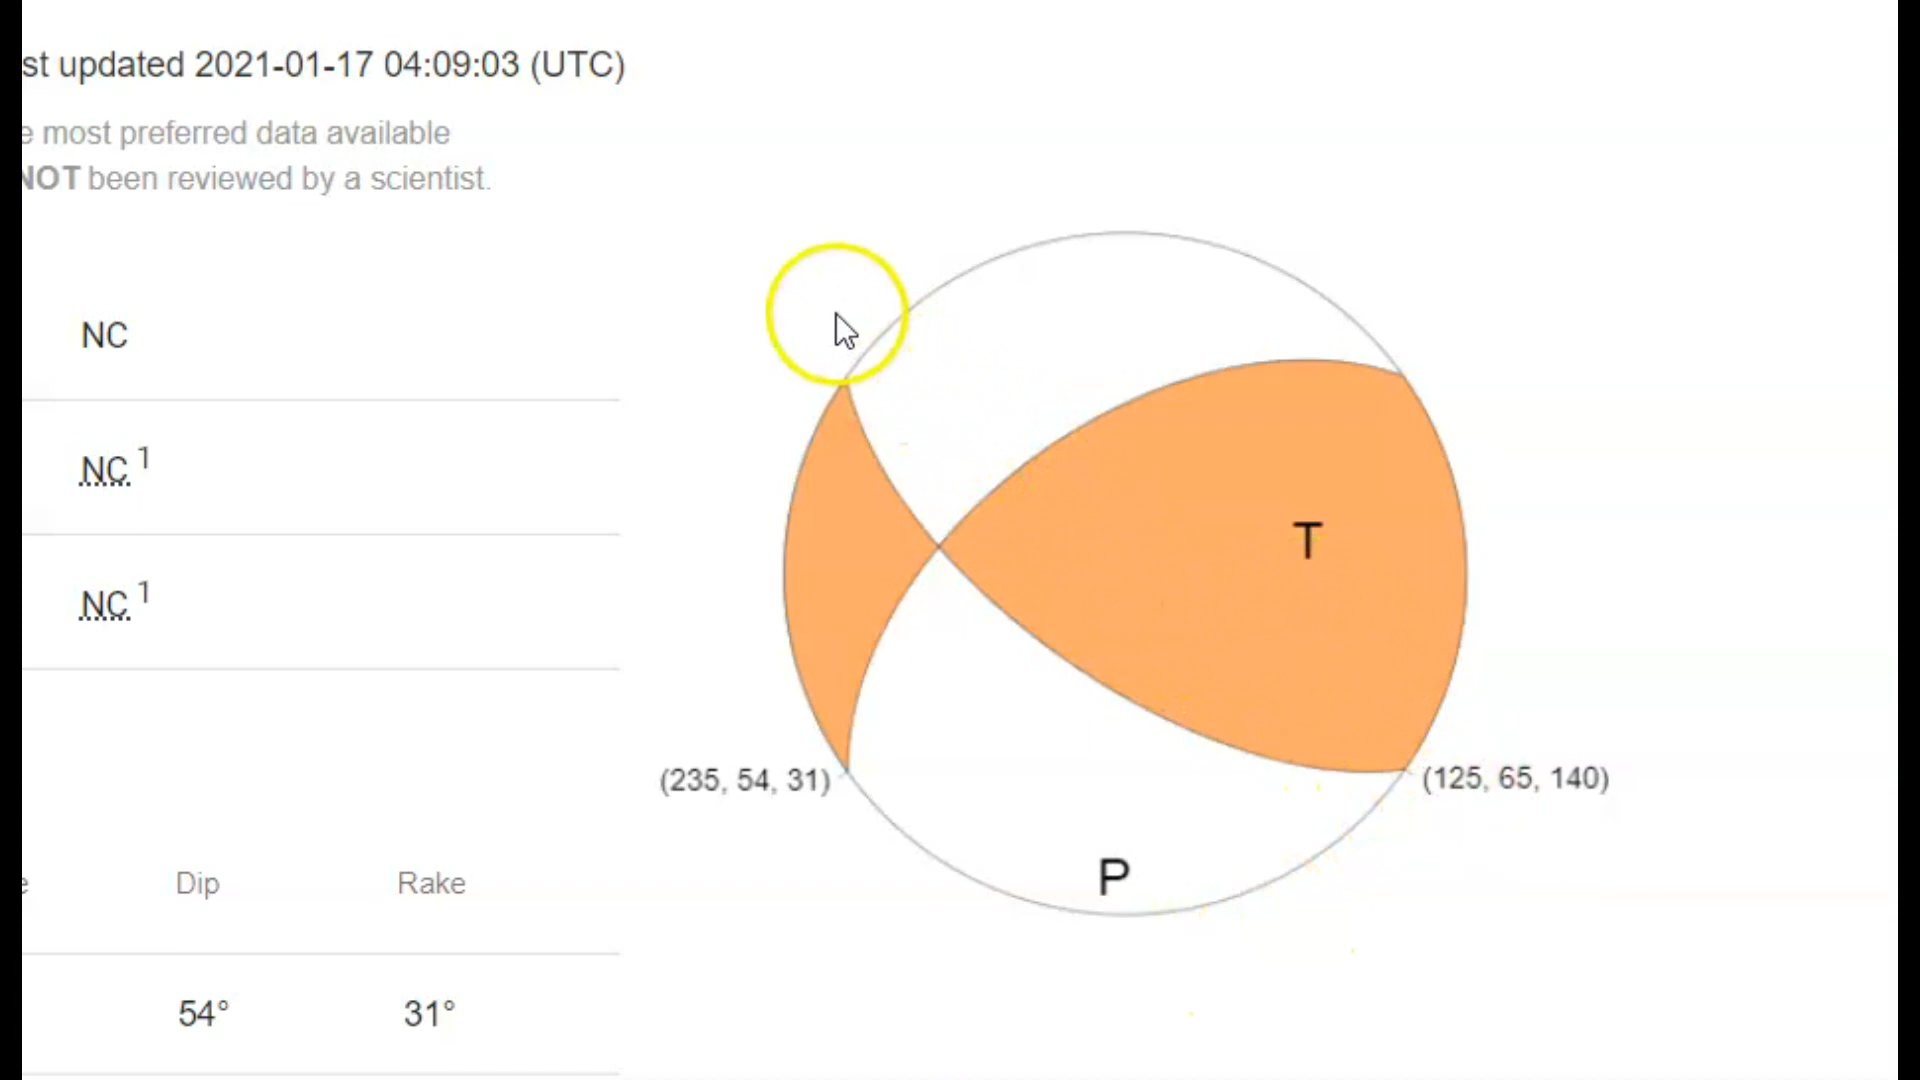 st updated 2021-01-17 04:09:03 (UTC)
e most preferred data available
NOT been reviewed by a scientist.
NC
NC 1
NC 1
T
(235, 54, 31)
(125, 65, 140)
P
e Dip Rake
54° 31°